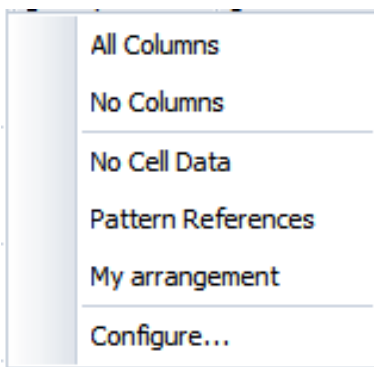 All Columns
No Columns
No Cell Data
Pattern References
My arrangement
Configure...